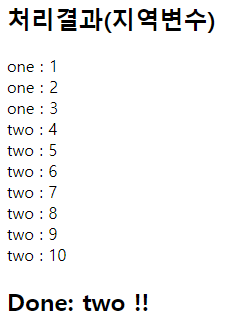 처리결과(지역변수)
one : 1
one : 2
one : 3
two : 4
two : 5
two : 6
two : 7
two : 8
two : 9
two : 10
Done: two !!